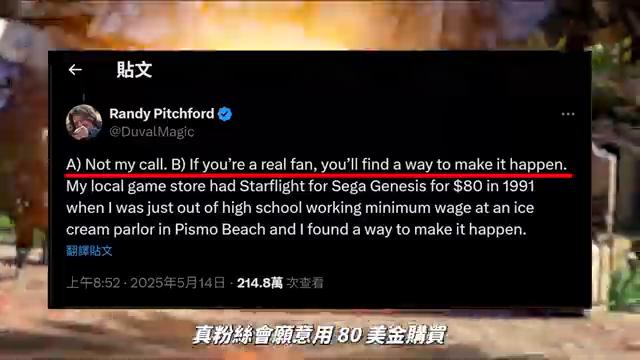 貼文
Randy Pitchford
@DuvalMagic
A) Not my call. B) If you're a real fan, you'll find a way to make it happen.
My local game store had Starflight for Sega Genesis for $80 in 1991
when I was just out of high school working minimum wage at an ice
cream parlor in Pismo Beach and I found a way to make it happen.
翻譯貼文
上午8:52 · 2025年5月14日 · 214.8萬 次查看
真粉絲會願意用 80 美金購買